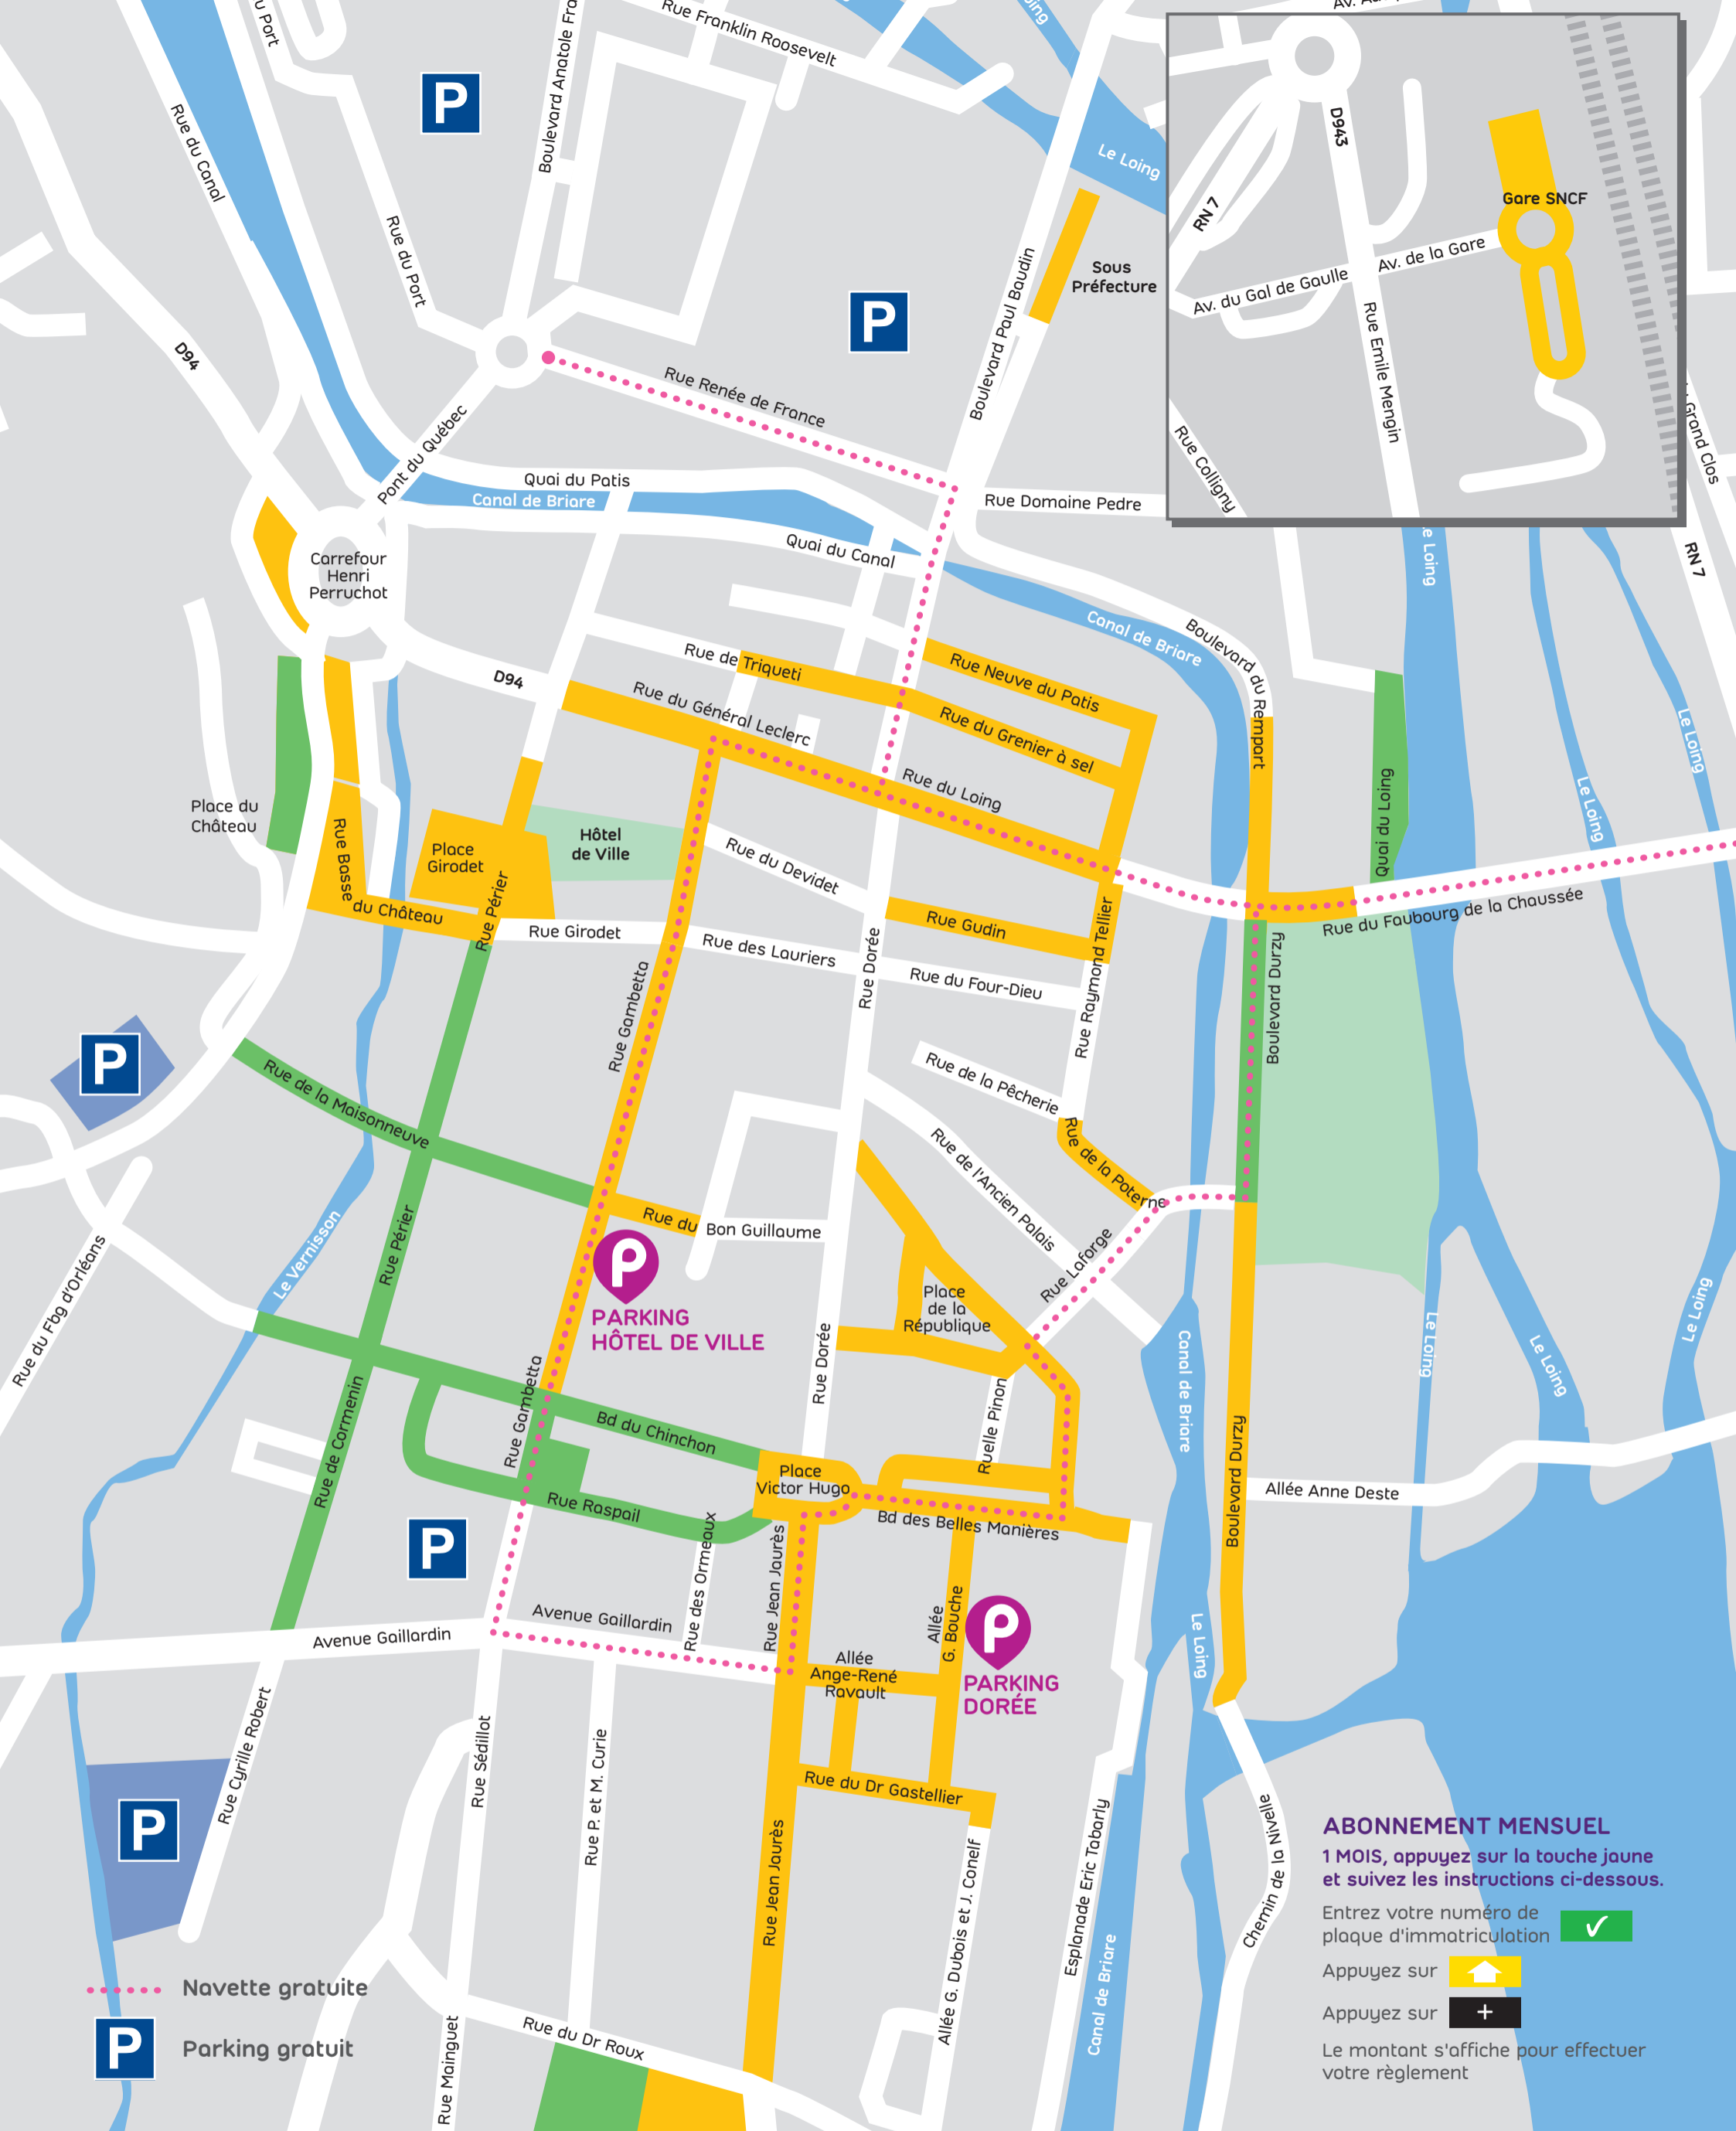 u Port
Boulevard Anatole Fra
Rue Franklin Roosevelt
oing
Av. A
P
Rue du Canal
Le Loing
D943
RN 7
Gare SNCF
Av. de la Gare
Av. du Gal de Gaulle
Rue Emile Mengin
Rue Colligny
Grand Clos
RN 7
Rue du Port
Sous
Préfecture
Boulevard Paul Baudin
P
D94
Rue Renée de France
Pont du Québec
Quai du Patis
Canal de Briare
Rue Domaine Pedre
Quai du Canal
Carrefour
Henri
Perruchot
e Loing
Canal de Briare
Boulevard du Rempart
Rue de Triqueti
Rue Neuve du Patis
D94
Rue du Général Leclerc
Rue du Grenier à sel
Rue du Loing
Le Loing
Le Loing
Quai du Loing
Place du
Château
Rue Basse
Place
Girodet
Hôtel
de Ville
Rue du Devidet
du Château
Rue Périer
Rue Girodet
Rue des Lauriers
Rue Gudin
Rue du Four-Dieu
Rue Raymond Tellier
Rue du Faubourg de la Chaussée
Boulevard Durzy
Rue Dorée
Rue Gambetta
P
Rue de la Maisonneuve
Rue de la Pêcherie
Rue de la Poterne
Rue de l'Ancien Palais
Rue Laforge
Rue du Bon Guillaume
Rue Périer
Le Vernisson
Rue du Fbg d'Orléans
PARKING
HÔTEL DE VILLE
Place
de la
République
Rue Dorée
Canal de Briare
Le Loing
Le Loing
Le Loing
Rue Gambetta
Rue de Cormenin
Bd du Chinchon
Ruelle Pinon
Boulevard Durzy
Place
Victor Hugo
Rue Raspail
Bd des Belles Manières
Allée Anne Deste
P
Rue des Ormeaux
Rue Jean Jaurès
Avenue Gaillardin
Avenue Gaillardin
Allée
G. Bouche
Allée
Ange-René
Ravault
PARKING
DORÉE
Le Loing
Rue Cyrille Robert
Rue Sédillot
Rue P. et M. Curie
Rue du Dr Gastellier
Rue Jean Jaurès
Allée G. Dubois et J. Conelf
Esplanade Eric Tabarly
Canal de Briare
Chemin de la Nivelle
P
Rue du Dr Roux
Rue Mainguet
Navette gratuite
P
Parking gratuit
ABONNEMENT MENSUEL
1 MOIS, appuyez sur la touche jaune
et suivez les instructions ci-dessous.
Entrez votre numéro de
plaque d'immatriculation
Appuyez sur
Appuyez sur +
Le montant s'affiche pour effectuer
votre règlement